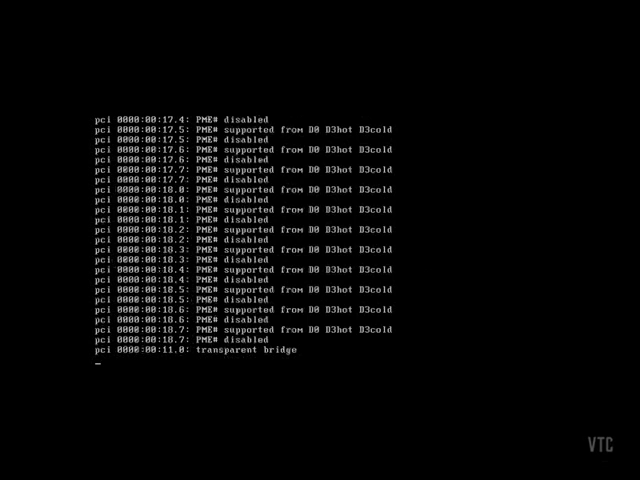 pci 0000:00:17.4: PME# disabled
pci 0000:00:17.5: PME# supported from D0 D3hot D3cold
pci 0000:00:17.5: PME# disabled
pci 0000:00:17.6: PME# supported from D0 D3hot D3cold
pci 0000:00:17.6: PME# disabled
pci 0000:00:17.7: PME# supported from D0 D3hot D3cold
pci 0000:00:17.7: PME# disabled
pci 0000:00:18.0: PME# supported from D0 D3hot D3cold
pci 0000:00:18.0: PME# disabled
pci 0000:00:18.1: PME# supported from D0 D3hot D3cold
pci 0000:00:18.1: PME# disabled
pci 0000:00:18.2: PME# supported from D0 D3hot D3cold
pci 0000:00:18.2: PME# disabled
pci 0000:00:18.3: PME# supported from D0 D3hot D3cold
pci 0000:00:18.3: PME# disabled
pci 0000:00:18.4: PME# supported from D0 D3hot D3cold
pci 0000:00:18.4: PME# disabled
pci 0000:00:18.5: PME# supported from D0 D3hot D3cold
pci 0000:00:18.5: PME# disabled
pci 0000:00:18.6: PME# supported from D0 D3hot D3cold
pci 0000:00:18.6: PME# disabled
pci 0000:00:18.7: PME# supported from D0 D3hot D3cold
pci 0000:00:18.7: PME# disabled
pci 0000:00:11.0: transparent bridge
_
VTC